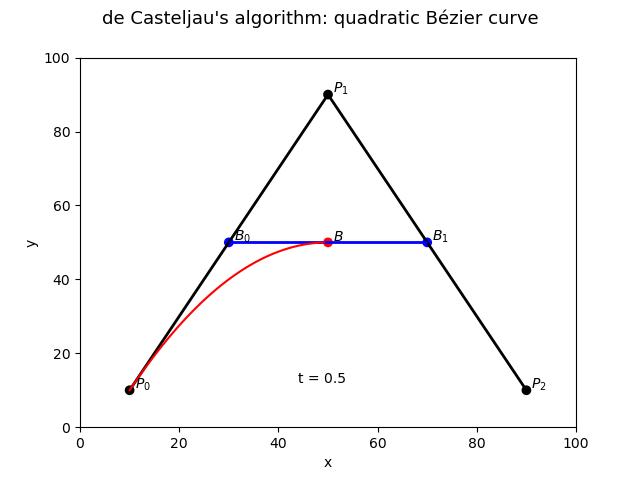 de Casteljau's algorithm: quadratic Bézier curve
100
80
60
40
20
0
y
P₁
B₀
B
B₁
P₀
P₂
t = 0.5
0 20 40 60 80 100
x